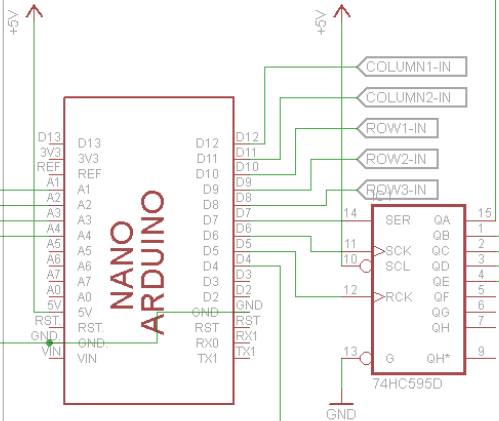 +5V
+5V
COLUMN1-IN
COLUMN2-IN
ROW1-IN
ROW2-IN
ROW3-IN
NANO
ARDUINO
D13
3V3
REF
A1
A2
A3
A4
A5
A6
A7
A0
5V
RST.
GND.
VIN
D13
3V3
REF
A1
A2
A3
A4
A5
A6
A7
A0
5V
RST.
GND.
VIN
D12
D11
D10
D9
D8
D7
D6
D5
D4
D3
D2
GND
RST
RX0
TX1
D12
D11
D10
D9
D8
D7
D6
D5
D4
D3
D2
GND
RST
RX1
TX1
14 SER QA 15
QB 1
11 SCK QC 2
10 SCL QD 3
QE 4
QF 5
12 RCK QG 6
QH 7
13 G QH* 9
74HC595D
GND